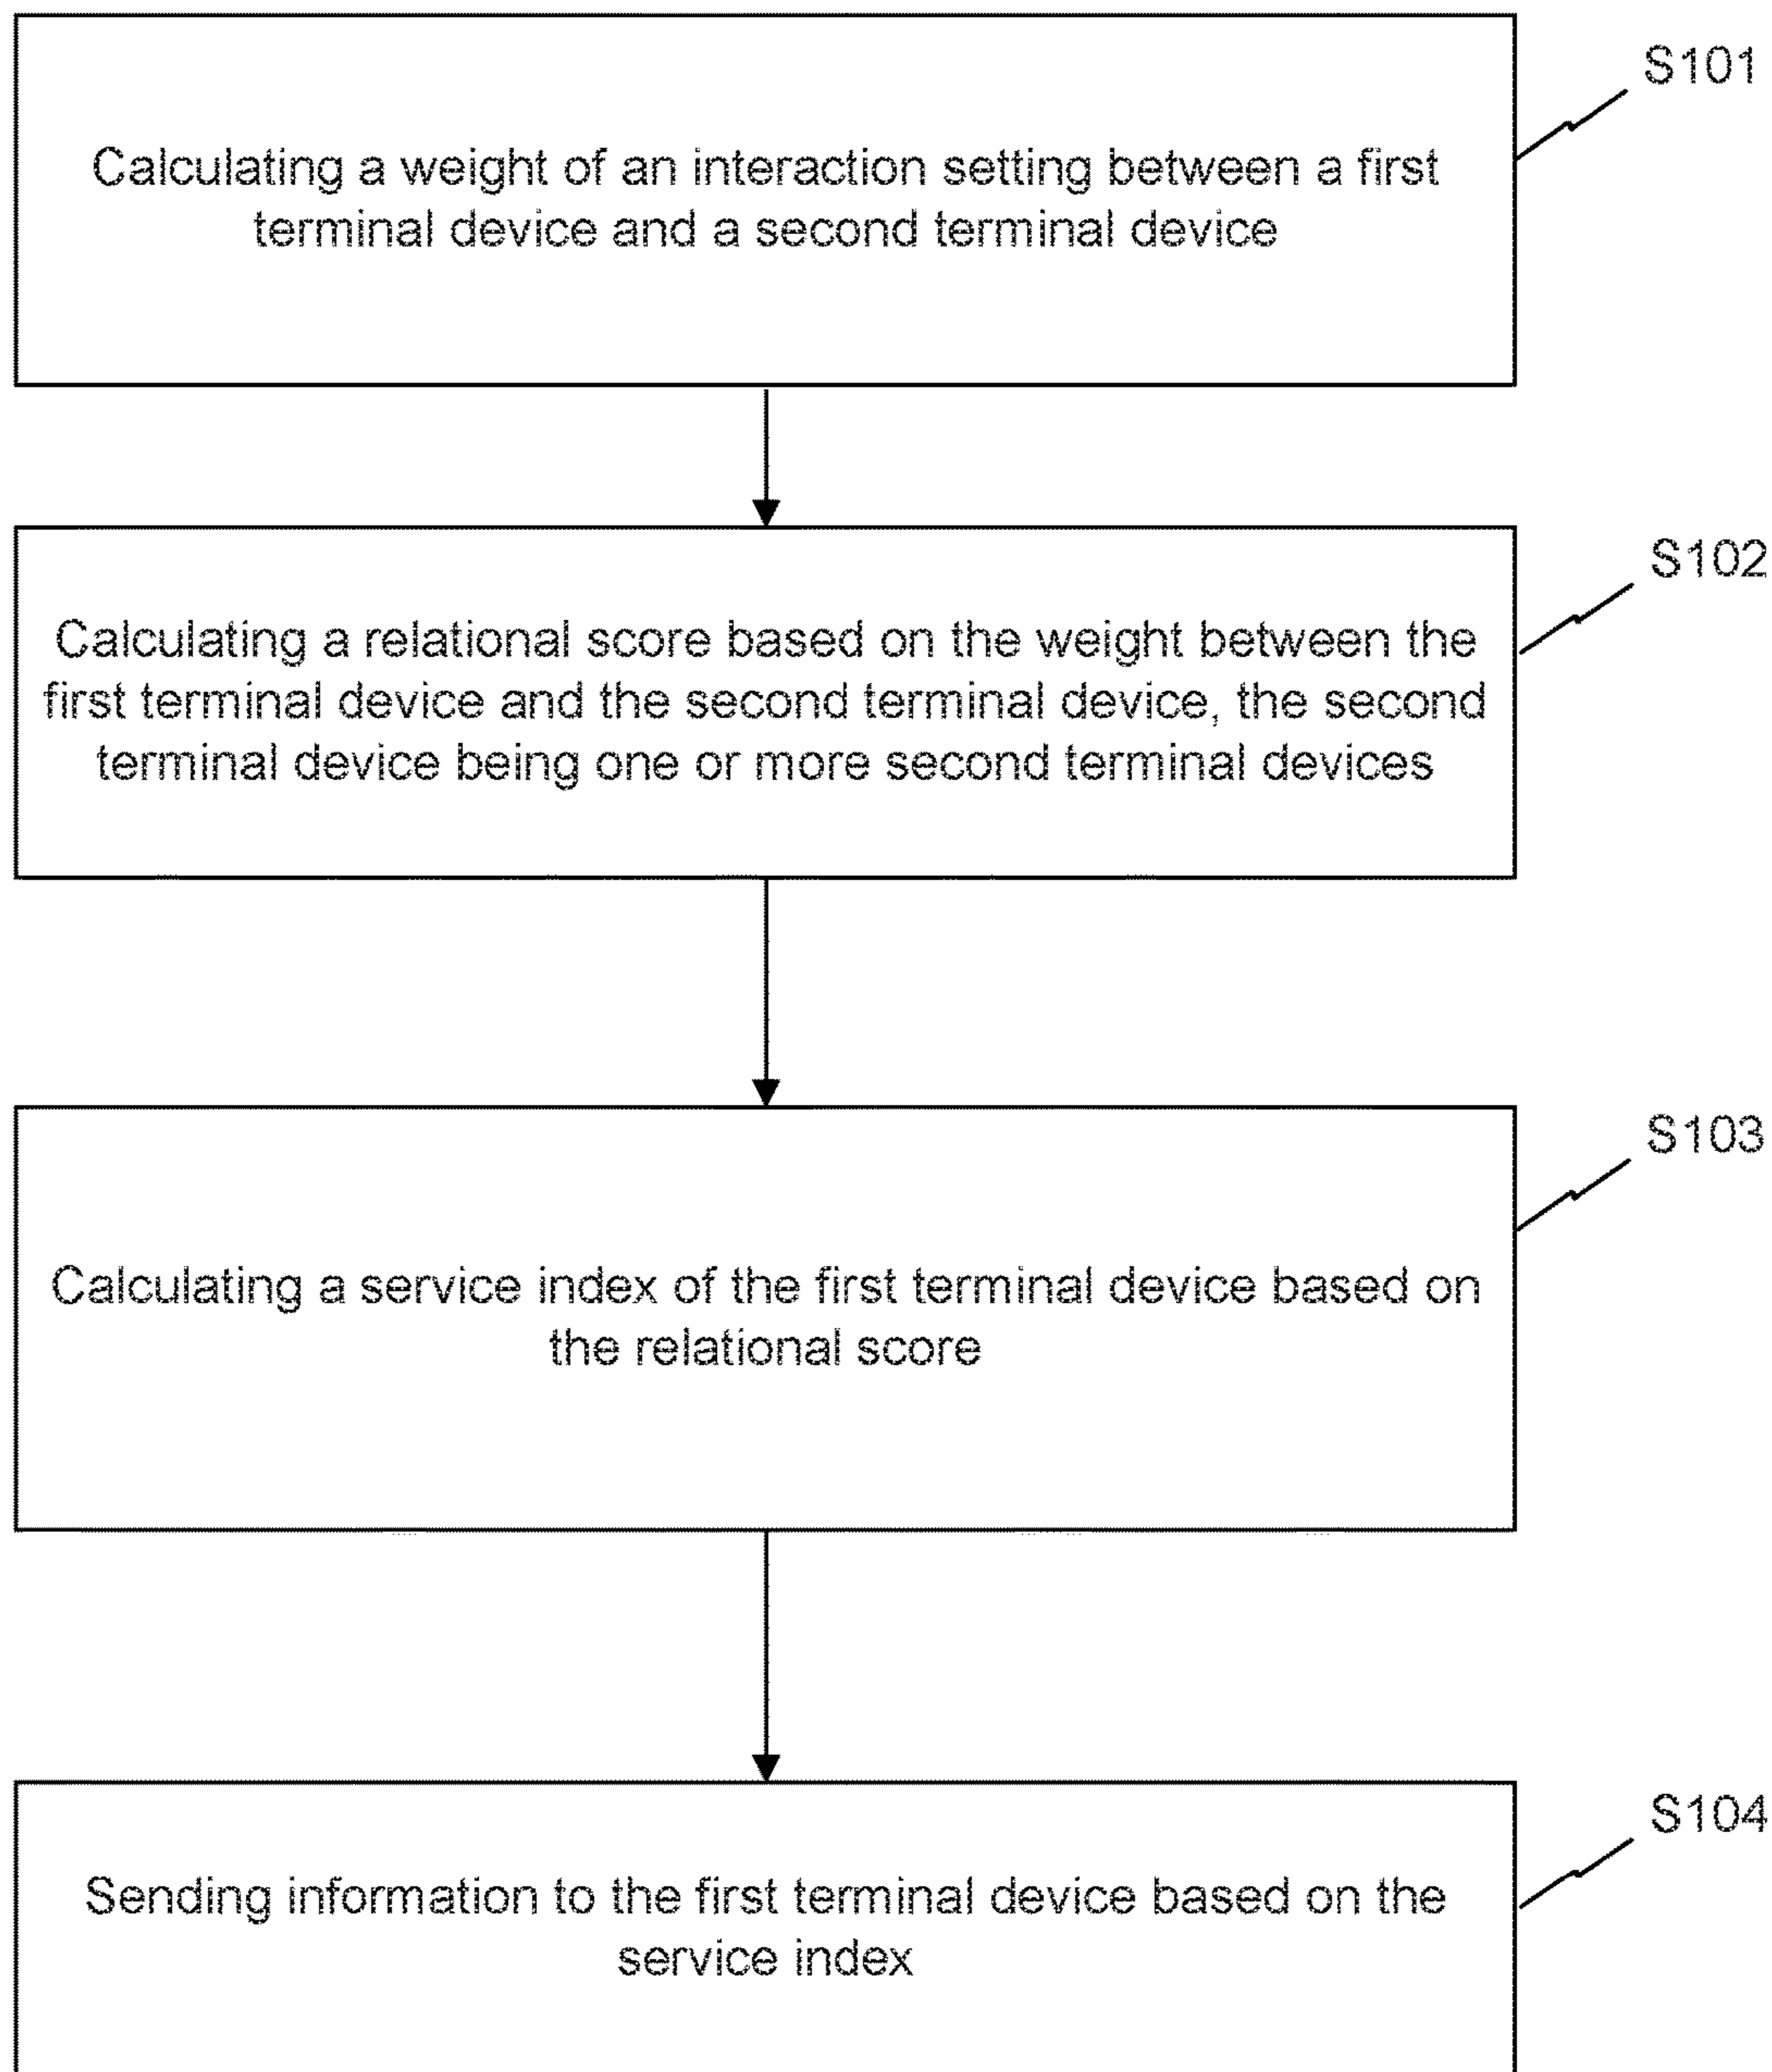 S101
Calculating a weight of an interaction setting between a first
terminal device and a second terminal device
S102
Calculating a relational score based on the weight between the
first terminal device and the second terminal device, the second
terminal device being one or more second terminal devices
S103
Calculating a service index of the first terminal device based on
the relational score
S104
Sending information to the first terminal device based on the
service index